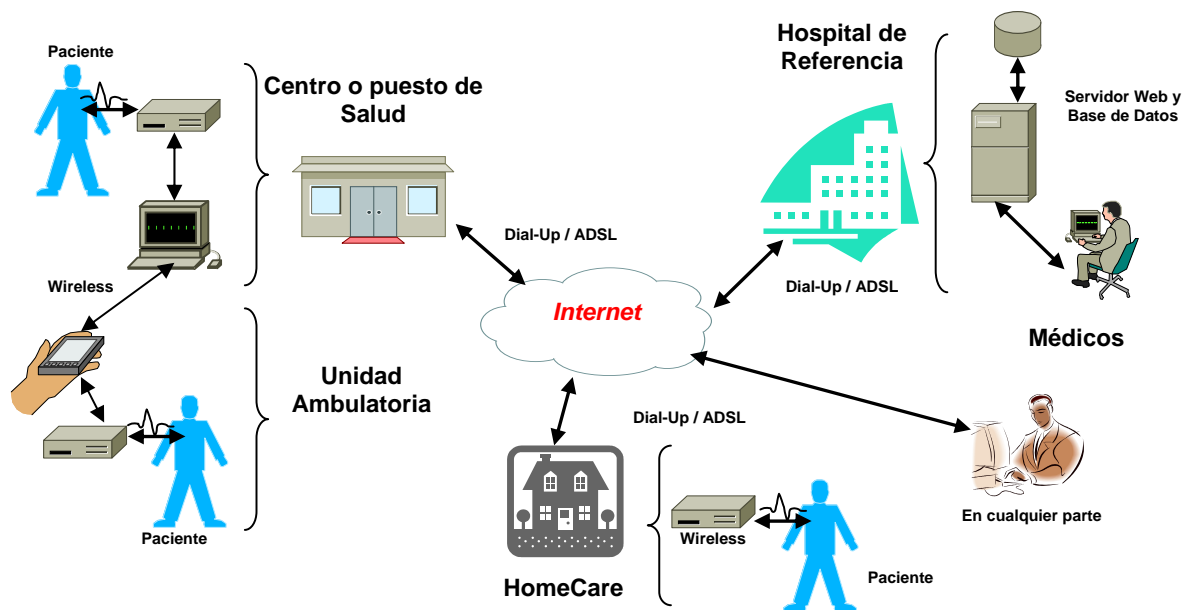 Paciente
Centro o puesto de
Salud
Hospital de
Referencia
Servidor Web y
Base de Datos
Dial-Up / ADSL
Wireless
Internet
Dial-Up / ADSL
Médicos
Unidad
Ambulatoria
Dial-Up / ADSL
En cualquier parte
Wireless
Paciente
HomeCare
Paciente